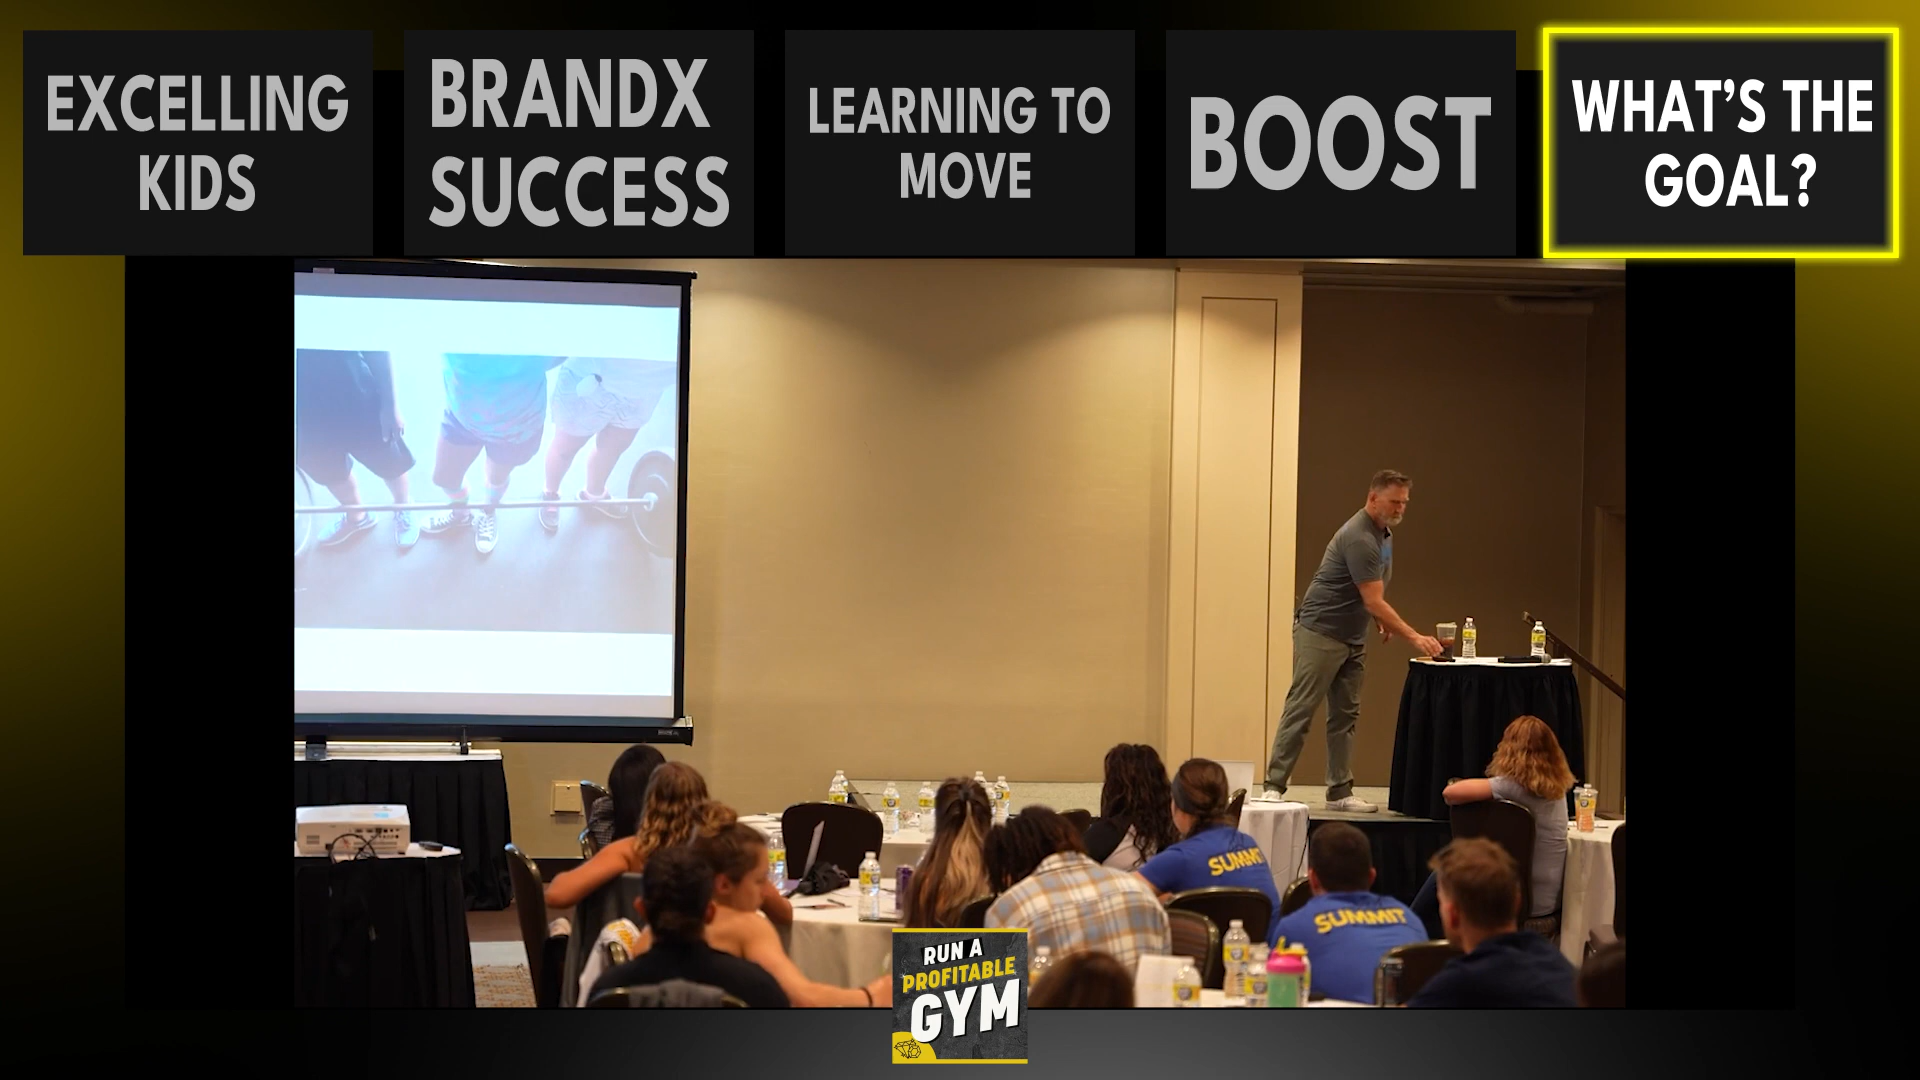 EXCELLING
KIDS
BRANDX
SUCCESS
LEARNING TO
MOVE
BOOST
WHAT'S THE
GOAL?
SUMMIT
SUMMIT
RUN A
PROFITABLE
GYM